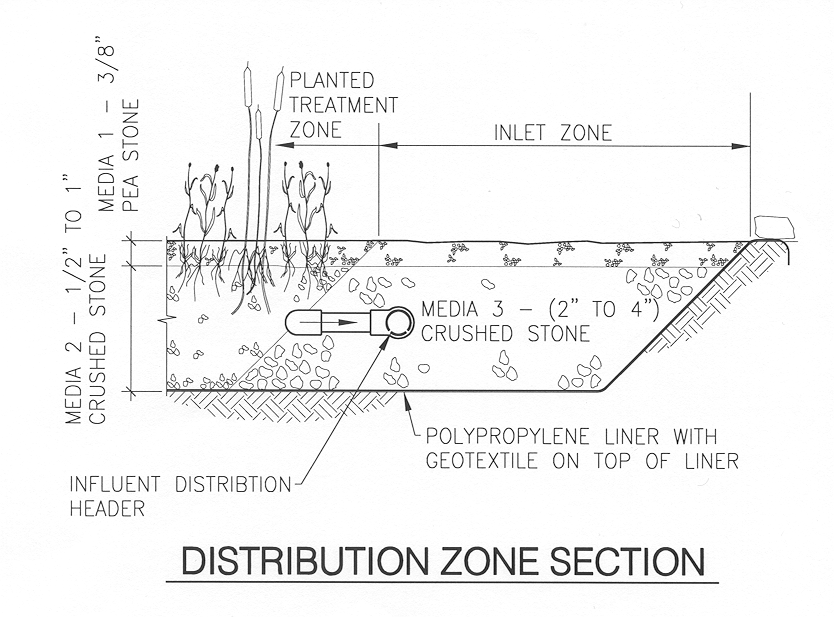 MEDIA 1 - 3/8"
PEA STONE
MEDIA 2 - 1/2" TO 1"
CRUSHED STONE
PLANTED
TREATMENT
ZONE
INLET ZONE
MEDIA 3 - (2" TO 4")
CRUSHED STONE
POLYPROPYLENE LINER WITH
GEOTEXTILE ON TOP OF LINER
INFLUENT DISTRIBTION
HEADER
DISTRIBUTION ZONE SECTION